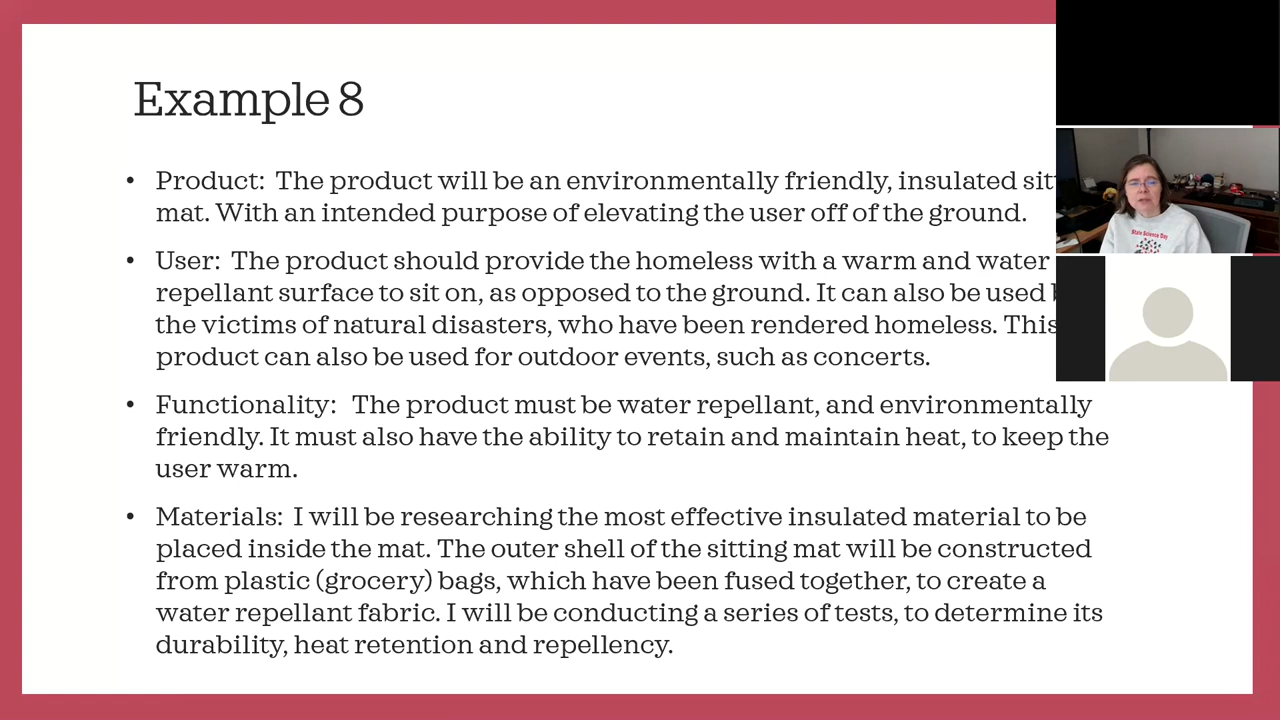 Example 8
• Product: The product will be an environmentally friendly, insulated
mat. With an intended purpose of elevating the user off of the ground.
• User: The product should provide the homeless with a warm and water
repellant surface to sit on, as opposed to the ground. It can also be used
the victims of natural disasters, who have been rendered homeless. This
product can also be used for outdoor events, such as concerts.
• Functionality: The product must be water repellant, and environmentally
friendly. It must also have the ability to retain and maintain heat, to keep the
user warm.
• Materials: I will be researching the most effective insulated material to be
placed inside the mat. The outer shell of the sitting mat will be constructed
from plastic (grocery) bags, which have been fused together, to create a
water repellant fabric. I will be conducting a series of tests, to determine its
durability, heat retention and repellency.
State Science Day